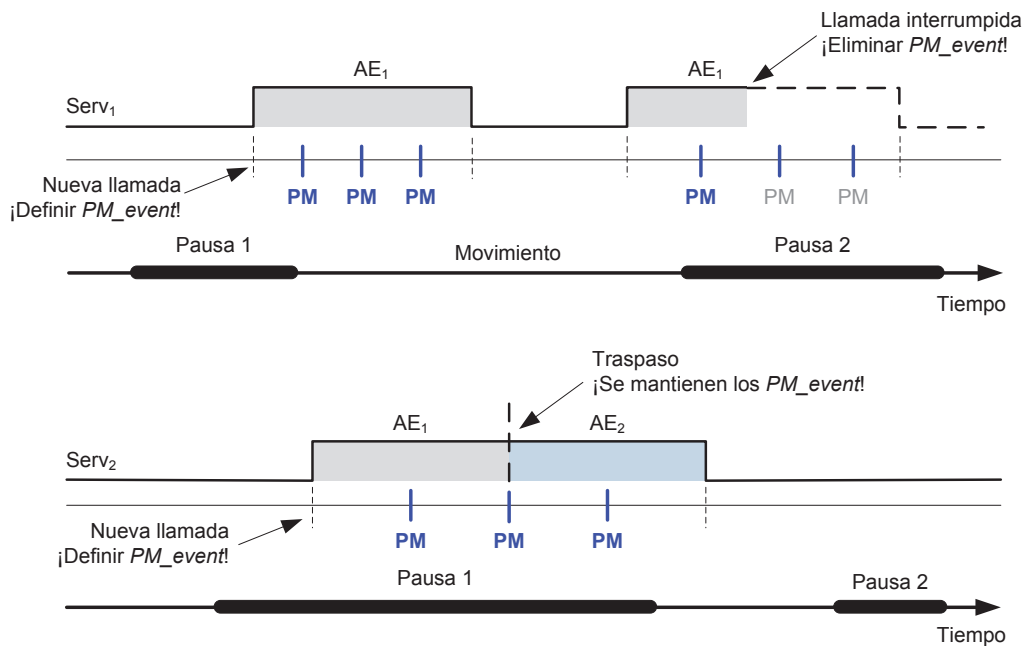 Llamada interrumpida
¡Eliminar PM_event!
AE₁
AE₁
Serv₁
Nueva llamada
¡Definir PM_event!
PM PM PM PM PM PM
Pausa 1
Movimiento
Pausa 2
Tiempo
Traspaso
¡Se mantienen los PM_event!
AE₁
AE₂
Serv₂
Nueva llamada
¡Definir PM_event!
PM PM PM
Pausa 1
Pausa 2
Tiempo